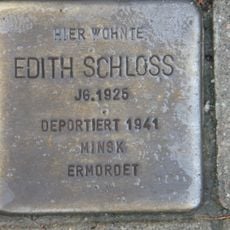 HIER WOHNTE
EDITH SCHLOSS
JG. 1925
DEPORTIERT 1941
MINSK
ERMORDET